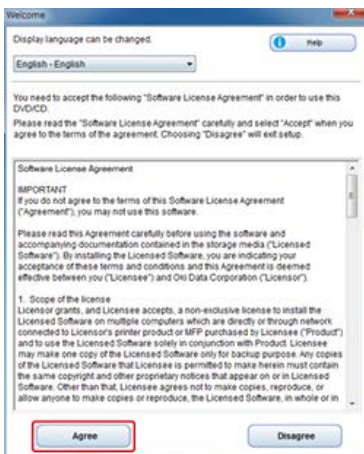 Welcome
Display language can be changed.
Help
English - English
You need to accept the following "Software License Agreement" in order to use this
DVD/CD.
Please read the "Software License Agreement" carefully and select "Accept" when you
agree to the terms of the agreement. Choosing "Disagree" will exit setup.
Software License Agreement
IMPORTANT
If you do not agree to the terms of this Software License Agreement
("Agreement"), you may not use this software.
Please read this Agreement carefully before using the software and
accompanying documentation contained in the storage media ("Licensed
Software"). By installing the Licensed Software, you are indicating your
acceptance of these terms and conditions and this Agreement is deemed
effective between you ("Licensee") and Oki Data Corporation ("Licensor").
1. Scope of the license
Licensor grants, and Licensee accepts, a non-exclusive license to install the
Licensed Software on multiple computers which are directly or through network
connected to Licensor's printer product or MFP purchased by Licensee ("Product")
and to use the Licensed Software solely in conjunction with Product. Licensee
may make one copy of the Licensed Software only for backup purpose. Any copies
of the Licensed Software that Licensee is permitted to make herein must contain
the same copyright and other proprietary notices that appear on or in Licensed
Software. Other than that, Licensee agrees not to make copies, reproduce, or
allow anyone to make copies or reproduce, the Licensed Software, in whole or in
Agree
Disagree